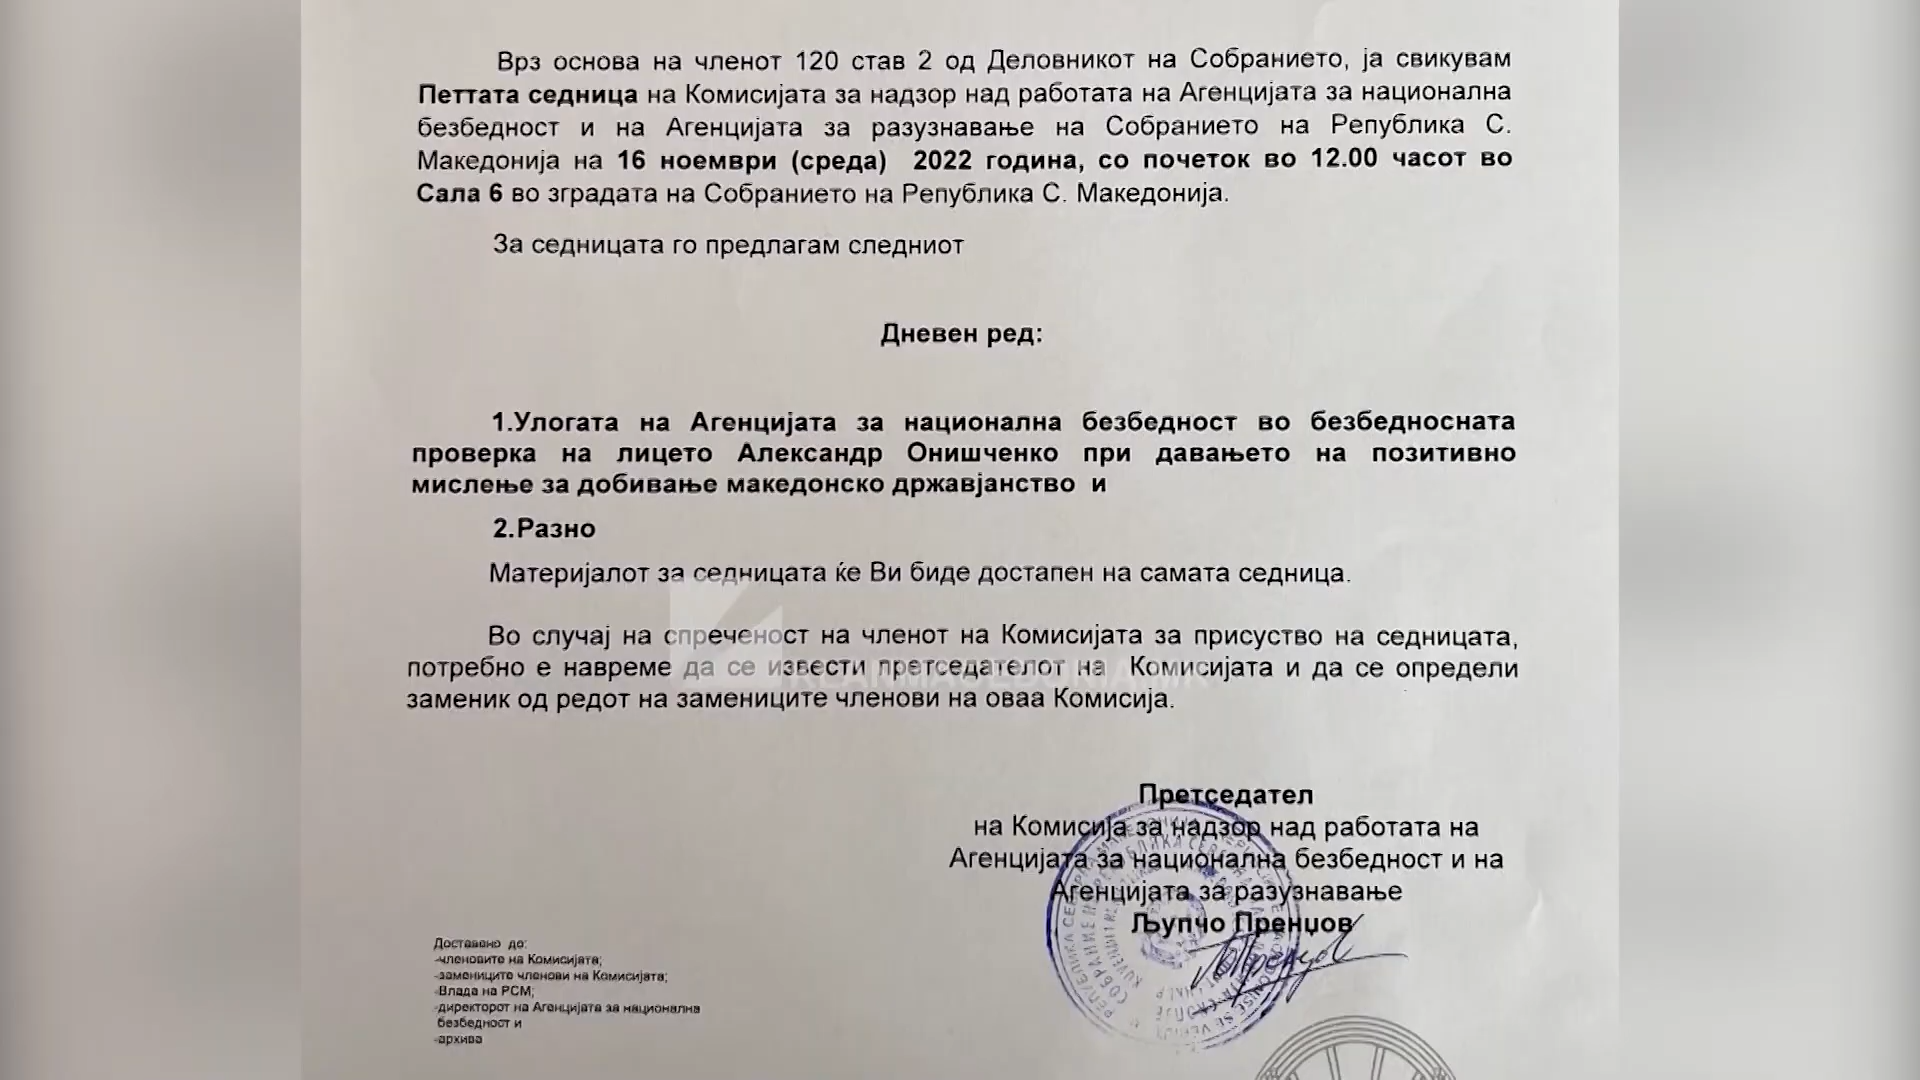 Врз основа на членот 120 став 2 од Деловникот на Собранието, ја свикувам
Петтата седница на Комисијата за надзор над работата на Агенцијата за национална
безбедност и на Агенцијата за разузнавање на Собранието на Република С.
Македонија на 16 ноември (среда) 2022 година, со почеток во 12.00 часот во
Сала 6 во зградата на Собранието на Република С. Македонија.
За седницата го предлагам следниот
Дневен ред:
1.Улогата на Агенцијата за национална безбедност во безбедносната
проверка на лицето Александр Онишченко при давањето на позитивно
мислење за добивање македонско државјанство и
2.Разно
Материјалот за седницата ќе Ви биде достапен на самата седница.
Во случај на спреченост на членот на Комисијата за присуство на седницата,
потребно е навреме да се извести претседателот на Комисијата и да се определи
заменик од редот на замениците членови на оваа Комисија.
Претседател
на Комисија за надзор над работата на
Агенцијата за национална безбедност и на
Агенцијата за разузнавање
Љупчо Пренџов
Доставено до:
-членовите на Комисијата;
-замениците членови на Комисијата;
-Влада на РСМ;
-директорот на Агенцијата за национална
безбедност и
-архива